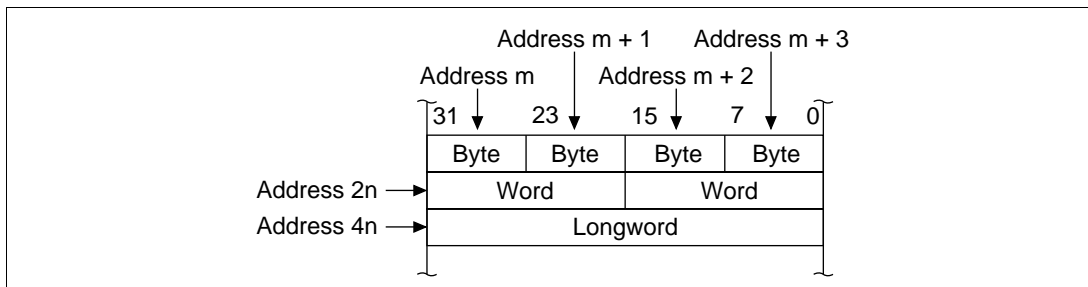 Address m + 1 Address m + 3
Address m Address m + 2
31 23 15 7 0
Byte Byte Byte Byte
Address 2n Word Word
Address 4n Longword